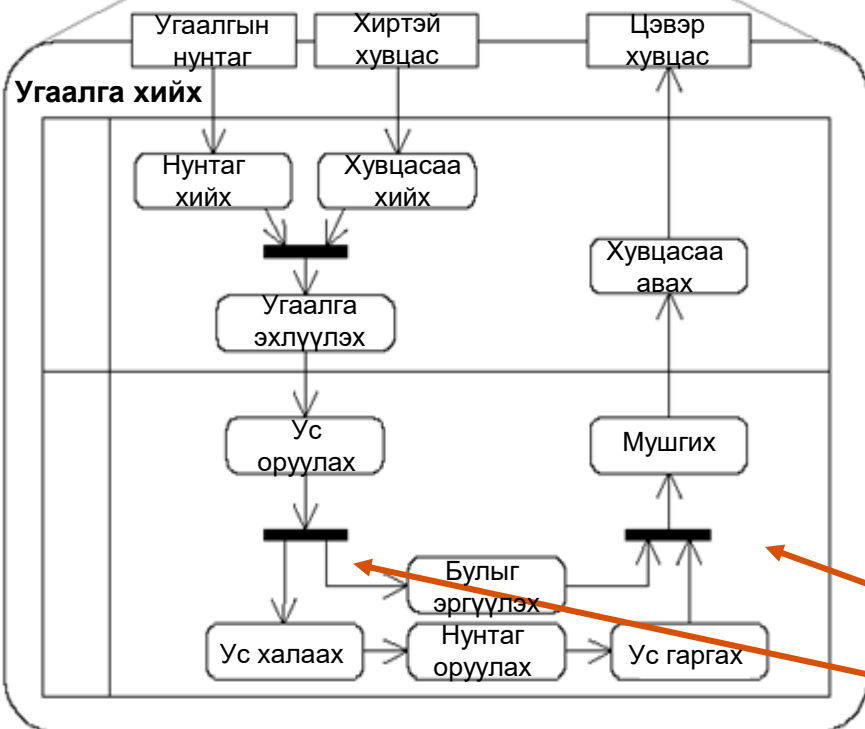 Угаалгын
нунтаг
Хиртэй
хувцас
Цэвэр
хувцас
Угаалга хийх
Нунтаг
хийх
Хувцасаа
хийх
Хувцасаа
авах
Угаалга
эхлүүлэх
Ус
оруулах
Мушгих
Булыг
эргүүлэх
Ус халаах
Нунтаг
оруулах
Ус гаргах